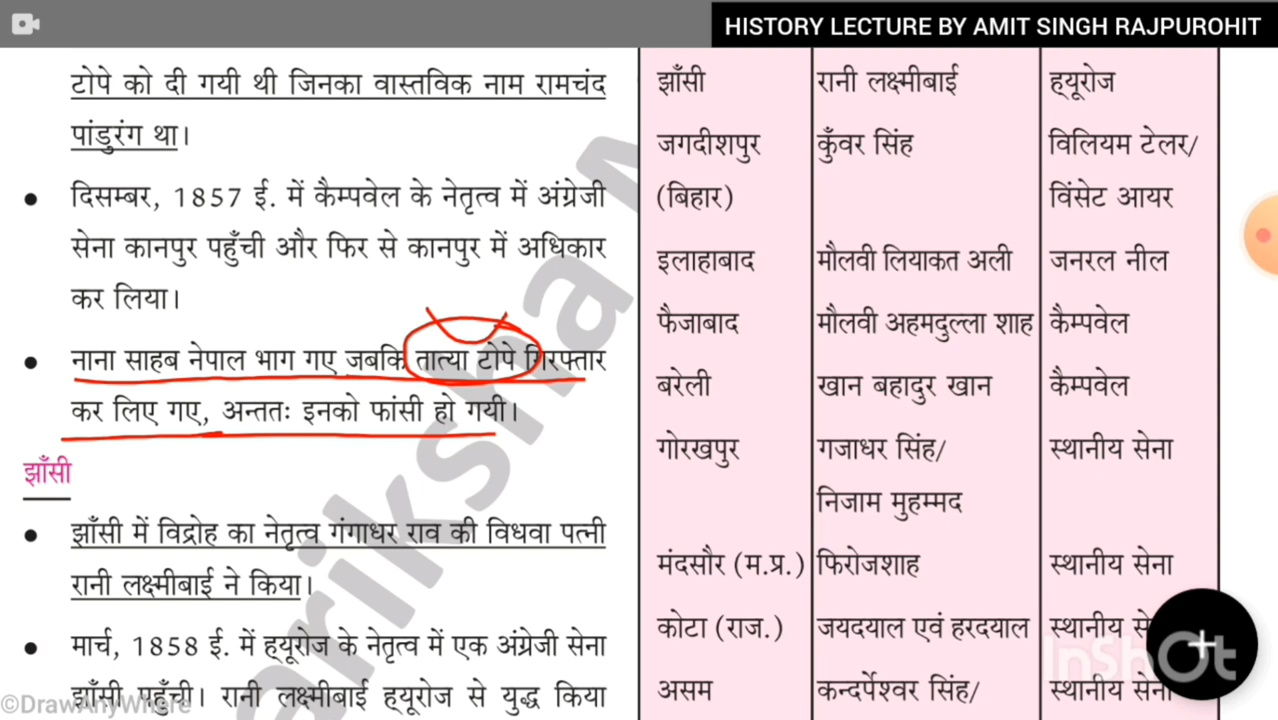 HISTORY LECTURE BY AMIT SINGH RAJPUROHIT
टोपे को दी गयी थी जिनका वास्तविक नाम रामचंद
पांडुरंग था।
• दिसम्बर, 1857 ई. में कैम्पवेल के नेतृत्व में अंग्रेजी
सेना कानपुर पहुँची और फिर से कानपुर में अधिकार
कर लिया।
• नाना साहब नेपाल भाग गए जबकि तात्या टोपे गिरफ्तार
कर लिए गए, अन्ततः इनको फांसी हो गयी।
झाँसी
• झाँसी में विद्रोह का नेतृत्व गंगाधर राव की विधवा पत्नी
रानी लक्ष्मीबाई ने किया।
• मार्च, 1858 ई. में ह्यूरोज के नेतृत्व में एक अंग्रेजी सेना
झाँसी पहुँची। रानी लक्ष्मीबाई ह्यूरोज से युद्ध किया
झाँसी रानी लक्ष्मीबाई ह्यूरोज
जगदीशपुर कुँवर सिंह विलियम टेलर/
(बिहार) विंसेट आयर
इलाहाबाद मौलवी लियाकत अली जनरल नील
फैजाबाद मौलवी अहमदुल्ला शाह कैम्पवेल
बरेली खान बहादुर खान कैम्पवेल
गोरखपुर गजाधर सिंह/ स्थानीय सेना
निजाम मुहम्मद
मंदसौर (म.प्र.) फिरोजशाह स्थानीय सेना
कोटा (राज.) जयदयाल एवं हरदयाल स्थानीय
असम कन्दर्पेश्वर सिंह/ स्थानीय सेना
InShOt
©DrawAnyWhere